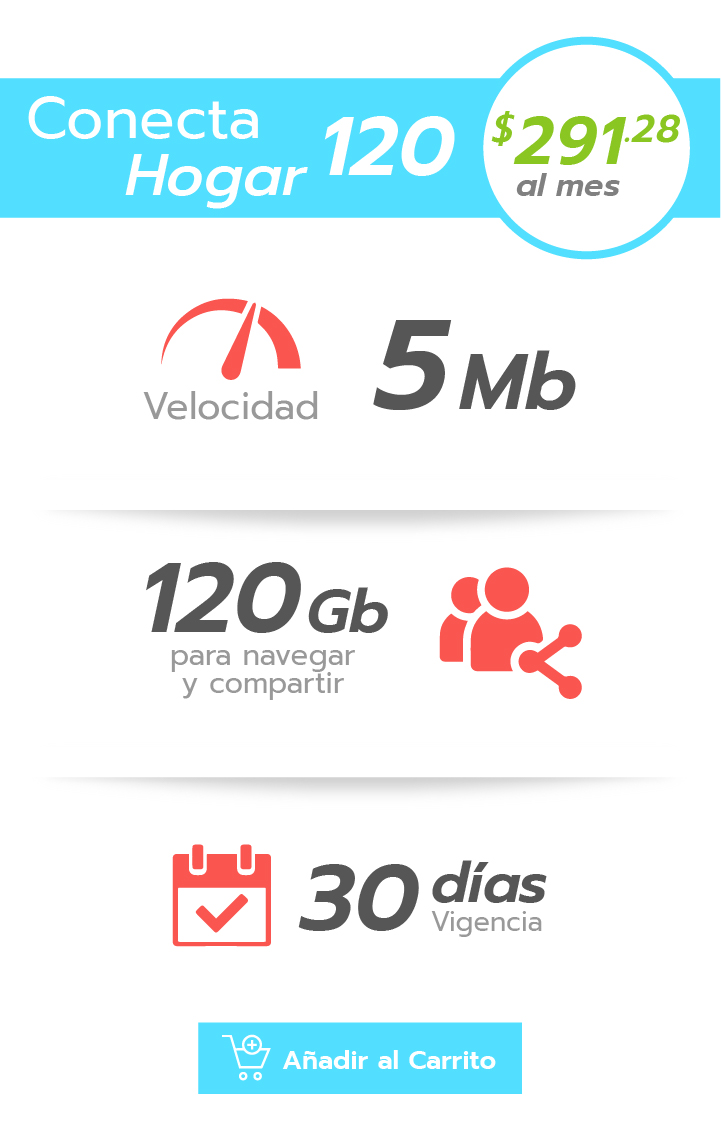 Conecta
Hogar 120
$291.28
al mes
Velocidad
5 Mb
120 Gb
para navegar
y compartir
30 días
Vigencia
Añadir al Carrito